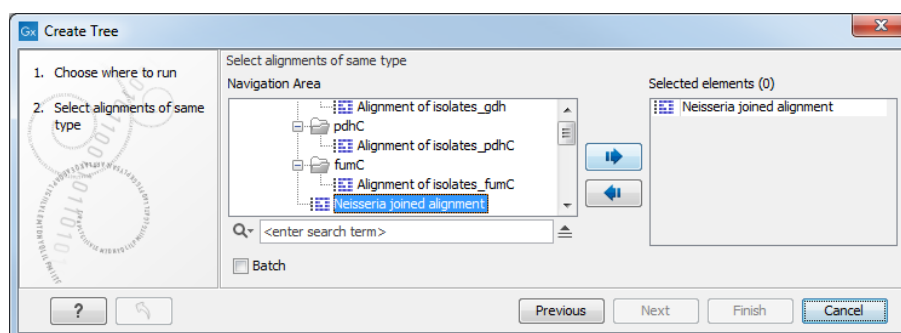 Gx Create Tree
Select alignments of same type
1. Choose where to run
2. Select alignments of same
type
Navigation Area
Alignment of isolates_gdh
pdhC
Alignment of isolates_pdhC
fumC
Alignment of isolates_fumC
Neisseria joined alignment
<enter search term>
Batch
Selected elements (0)
Neisseria joined alignment
?
Previous
Next
Finish
Cancel